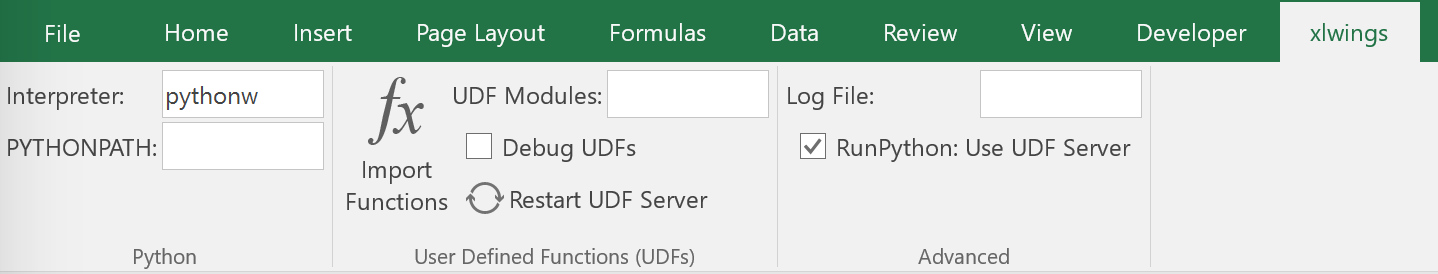 File Home Insert Page Layout Formulas Data Review View Developer xlwings
Interpreter: pythonw
PYTHONPATH:
Python
fx
Import
Functions
UDF Modules:
Debug UDFs
Restart UDF Server
User Defined Functions (UDFs)
Log File:
RunPython: Use UDF Server
Advanced